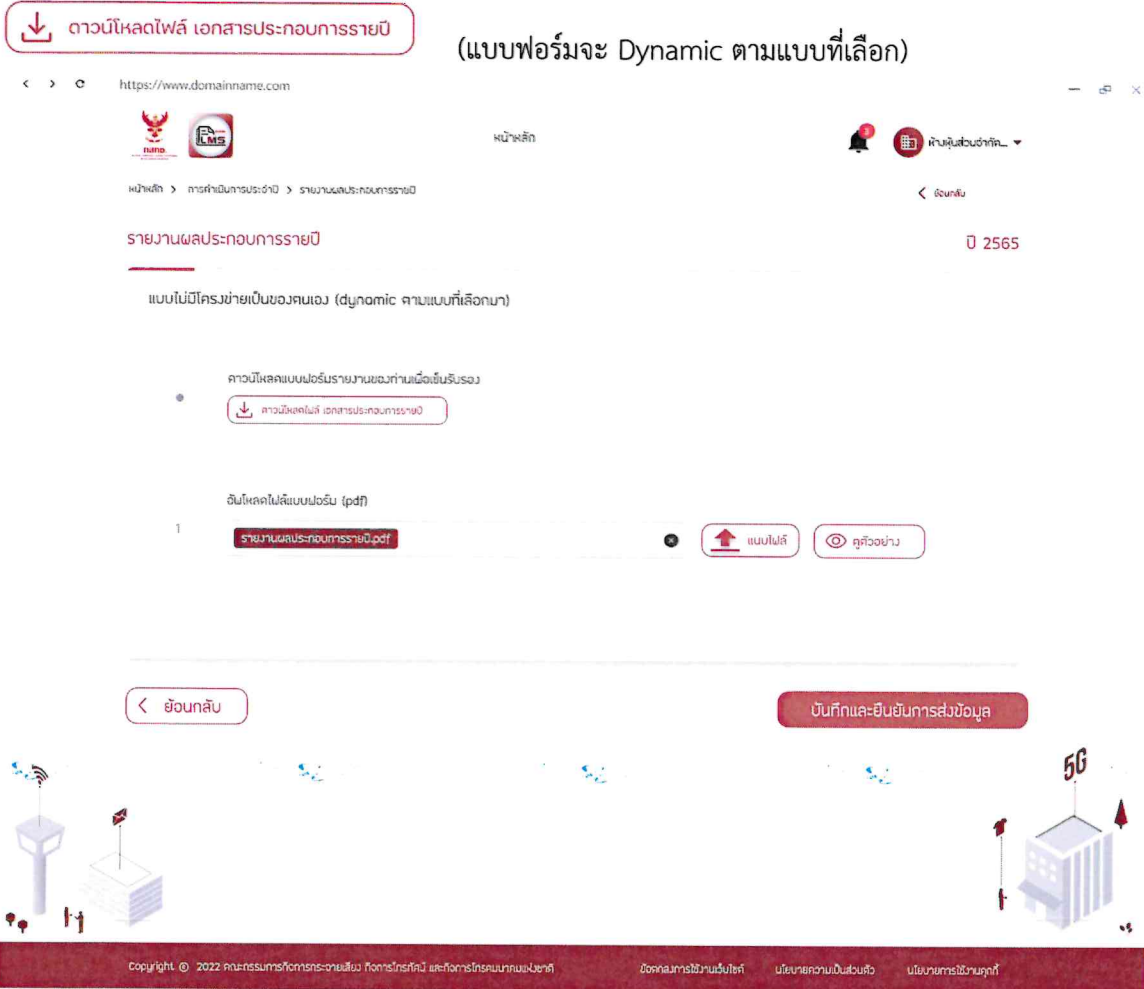 ดาวน์โหลดไฟล์ เอกสารประกอบการรายปี
(แบบฟอร์มจะ Dynamic ตามแบบที่เลือก)
https://www.domainname.com
กสทช.
LMS
หน้าหลัก
3
ห้างหุ้นส่วนจำกัด...
หน้าหลัก > การดำเนินการประจำปี > รายงานผลประกอบการรายปี
ย้อนกลับ
รายงานผลประกอบการรายปี
ปี 2565
แบบไม่มีโครงข่ายเป็นของตนเอง (dynamic ตามแบบที่เลือกมา)
ดาวน์โหลดแบบฟอร์มรายงานของท่านเพื่อเซ็นรับรอง
ดาวน์โหลดไฟล์ เอกสารประกอบการรายปี
อัพโหลดไฟล์แบบฟอร์ม (pdf)
1
รายงานผลประกอบการรายปี.pdf
แนบไฟล์
ดูตัวอย่าง
ย้อนกลับ
บันทึกและยืนยันการส่งข้อมูล
5G
Copyright © 2022 คณะกรรมการกิจการกระจายเสียง กิจการโทรทัศน์ และกิจการโทรคมนาคมแห่งชาติ
ข้อตกลงการใช้งานเว็บไซต์
นโยบายความเป็นส่วนตัว
นโยบายการใช้งานคุกกี้